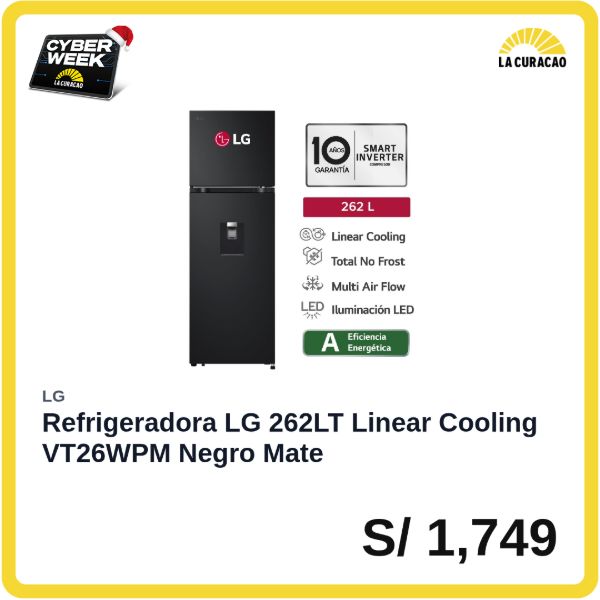 CYBER
WEEK
LA CURACAO
LA CURACAO
LG
10
AÑOS
GARANTÍA
SMART
INVERTER
COMPRESSOR
262 L
Linear Cooling
Total No Frost
Multi Air Flow
LED Iluminación LED
A Eficiencia
Energética
LG
Refrigeradora LG 262LT Linear Cooling
VT26WPM Negro Mate
S/ 1,749